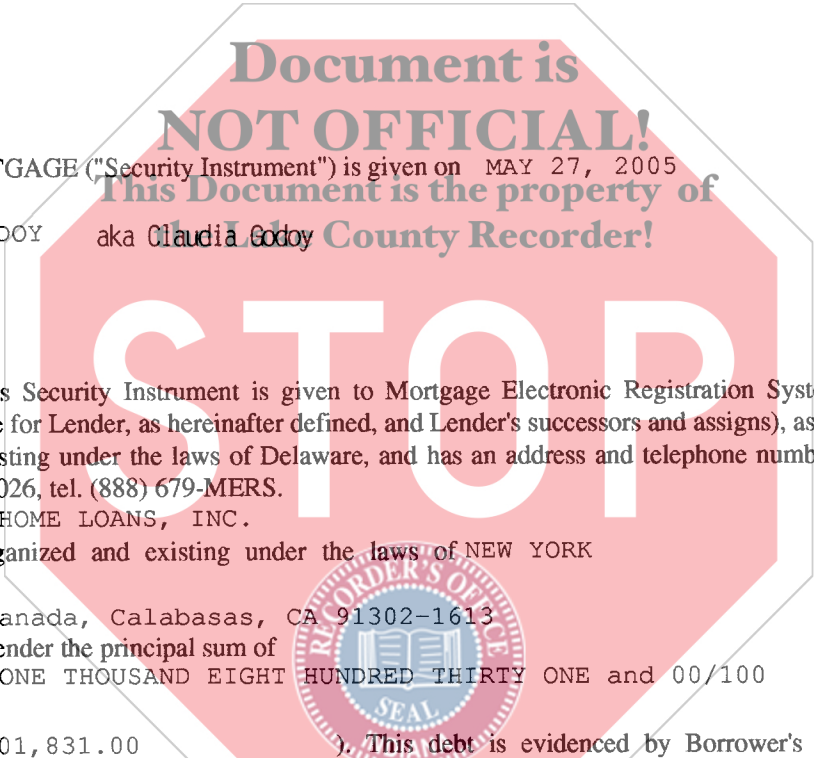 Document is
NOT OFFICIAL!
GAGE ("Security Instrument") is given on MAY 27, 2005
This Document is the property of
DOY aka Claudia Godoy
the Lake County Recorder!
STOP
s Security Instrument is given to Mortgage Electronic Registration Syst
e for Lender, as hereinafter defined, and Lender's successors and assigns), as
sting under the laws of Delaware, and has an address and telephone numb
026, tel. (888) 679-MERS.
HOME LOANS, INC.
ganized and existing under the laws of NEW YORK
anada, Calabasas, CA 91302-1613
ender the principal sum of
ONE THOUSAND EIGHT HUNDRED THIRTY ONE and 00/100
RECORDER'S OFFICE
SEAL
01,831.00 ). This debt is evidenced by Borrower's